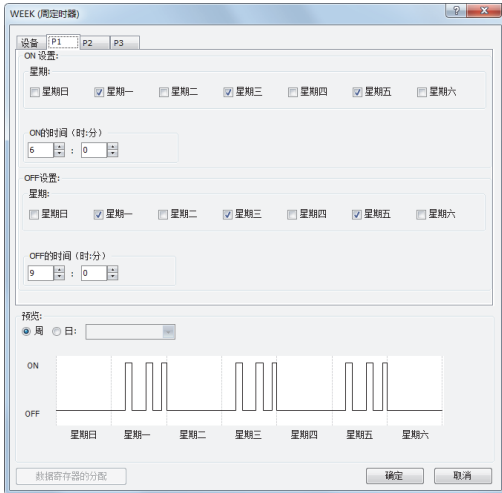 WEEK (周定时器)
设备 P1 P2 P3
ON 设置:
星期:
星期日 星期一 星期二 星期三 星期四 星期五 星期六
ON的时间（时:分）
6 : 0
OFF设置:
星期:
星期日 星期一 星期二 星期三 星期四 星期五 星期六
OFF的时间（时:分）
9 : 0
预览:
周 日:
ON
OFF
星期日 星期一 星期二 星期三 星期四 星期五 星期六
数据寄存器的分配 确定 取消